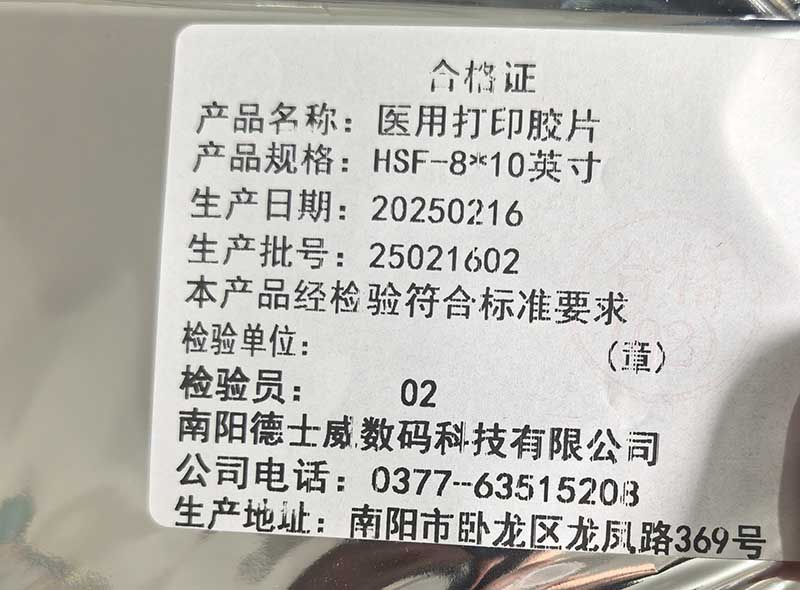 合格证
产品名称：医用打印胶片
产品规格：HSF-8*10英寸
生产日期：20250216
生产批号：25021602
本产品经检验符合标准要求
检验单位：
（章）
检验员： 02
南阳德士威数码科技有限公司
公司电话：0377--63515208
生产地址：南阳市卧龙区龙凤路369号